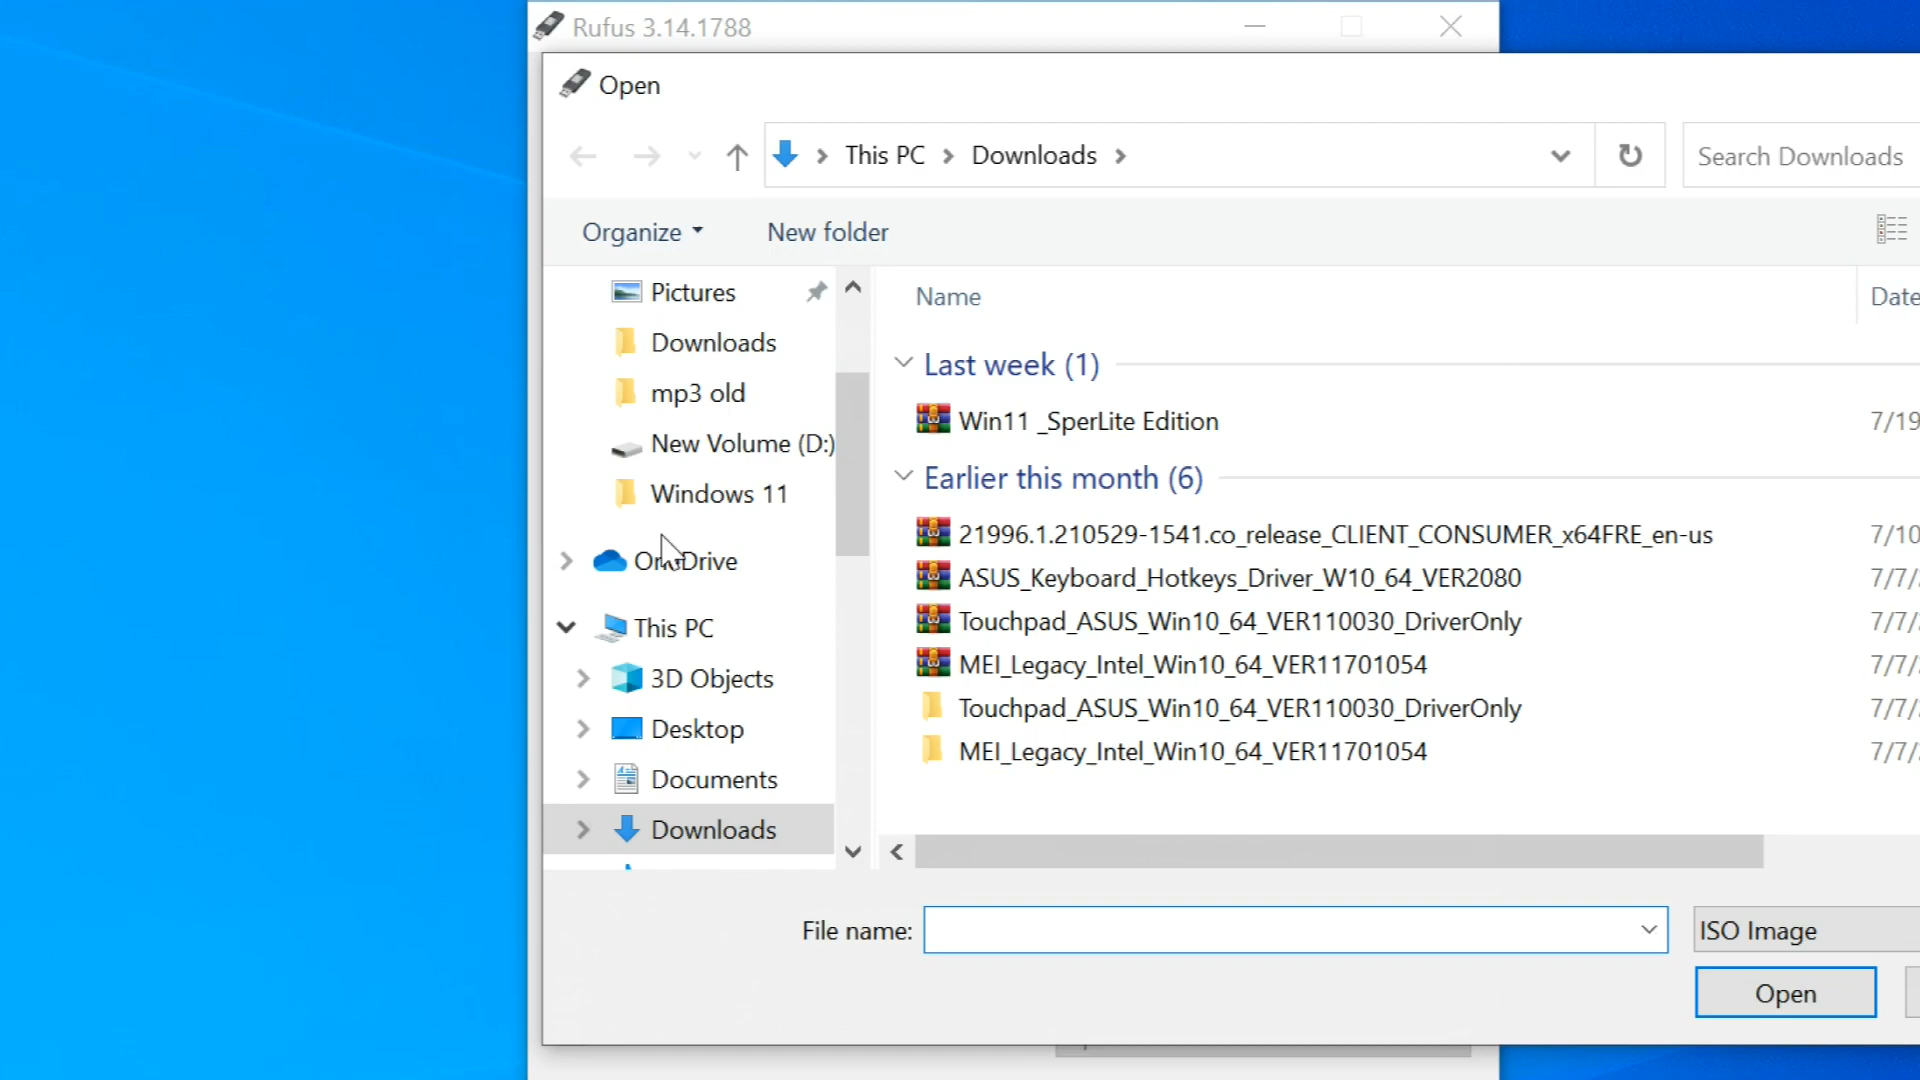 Rufus 3.14.1788
Open
This PC
Downloads
Search Downloads
Organize
New folder
Pictures
Downloads
mp3 old
New Volume (D:)
Windows 11
OneDrive
This PC
3D Objects
Desktop
Documents
Downloads
Name
Date
Last week (1)
Win11 _SperLite Edition
7/19
Earlier this month (6)
21996.1.210529-1541.co_release_CLIENT_CONSUMER_x64FRE_en-us
7/10
ASUS_Keyboard_Hotkeys_Driver_W10_64_VER2080
7/7/
Touchpad_ASUS_Win10_64_VER110030_DriverOnly
7/7/
MEI_Legacy_Intel_Win10_64_VER11701054
7/7/
Touchpad_ASUS_Win10_64_VER110030_DriverOnly
7/7/
MEI_Legacy_Intel_Win10_64_VER11701054
7/7/
File name:
ISO Image
Open